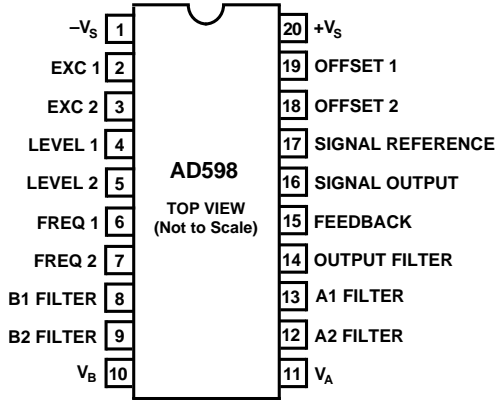 –VS 1 20 +VS
EXC 1 2 19 OFFSET 1
EXC 2 3 18 OFFSET 2
LEVEL 1 4 17 SIGNAL REFERENCE
LEVEL 2 5 16 SIGNAL OUTPUT
FREQ 1 6 15 FEEDBACK
FREQ 2 7 14 OUTPUT FILTER
B1 FILTER 8 13 A1 FILTER
B2 FILTER 9 12 A2 FILTER
VB 10 11 VA
AD598
TOP VIEW
(Not to Scale)